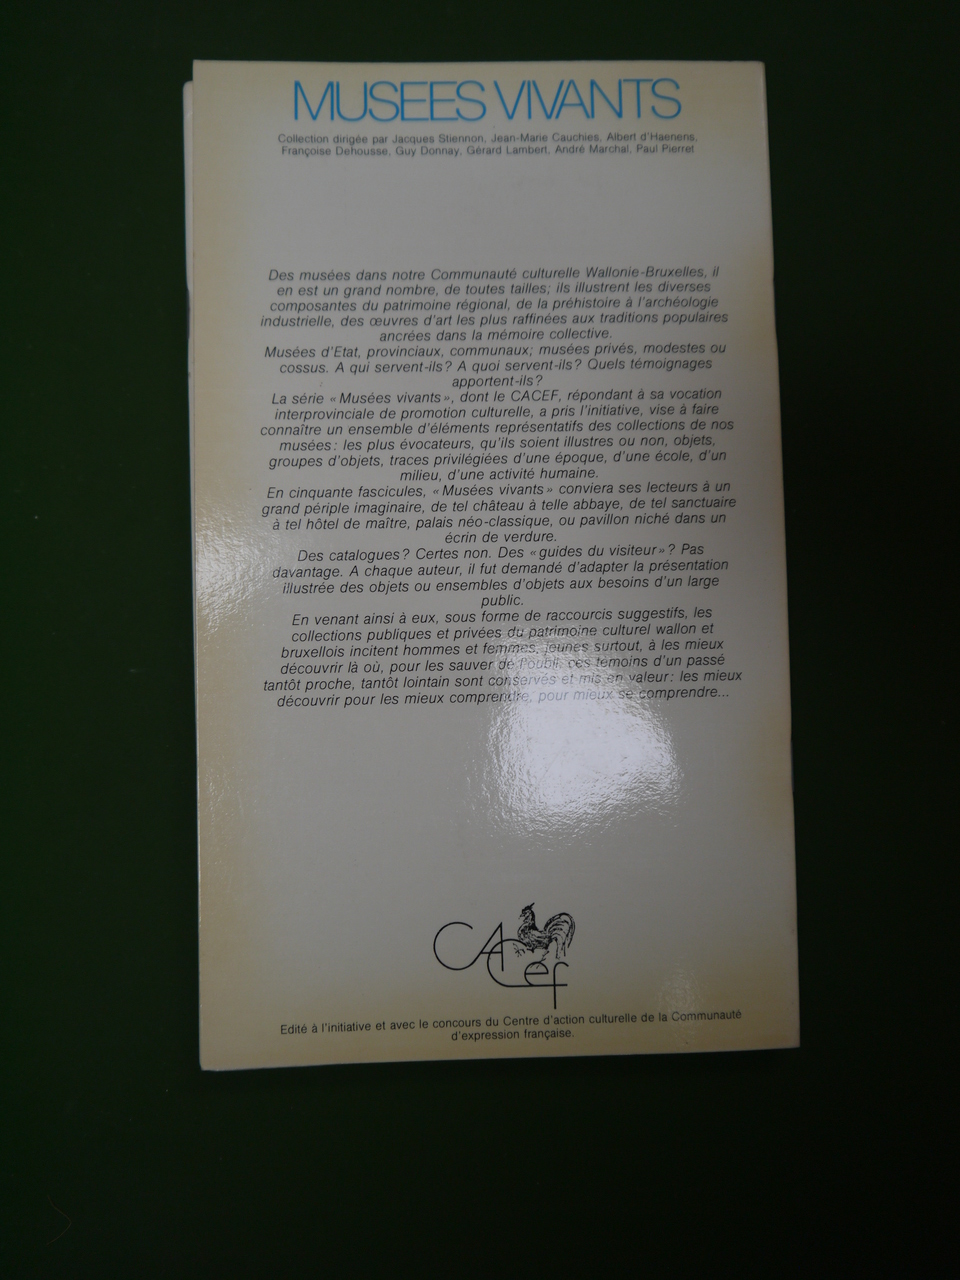 MUSEES VIVANTS
Collection dirigée par Jacques Stiennon, Jean-Marie Cauchies, Albert d'Haenens,
Françoise Dehousse, Guy Donnay, Gérard Lambert, André Marchal, Paul Pierret
Des musées dans notre Communauté culturelle Wallonie-Bruxelles, il
en est un grand nombre, de toutes tailles; ils illustrent les diverses
composantes du patrimoine régional, de la préhistoire à l'archéologie
industrielle, des œuvres d'art les plus raffinées aux traditions populaires
ancrées dans la mémoire collective.
Musées d'Etat, provinciaux, communaux; musées privés, modestes ou
cossus. A qui servent-ils? A quoi servent-ils? Quels témoignages
apportent-ils?
La série «Musées vivants», dont le CACEF, répondant à sa vocation
interprovinciale de promotion culturelle, a pris l'initiative, vise à faire
connaître un ensemble d'éléments représentatifs des collections de nos
musées: les plus évocateurs, qu'ils soient illustres ou non, objets,
groupes d'objets, traces privilégiées d'une époque, d'une école, d'un
milieu, d'une activité humaine.
En cinquante fascicules, «Musées vivants» conviera ses lecteurs à un
grand périple imaginaire, de tel château à telle abbaye, de tel sanctuaire
à tel hôtel de maître, palais néo-classique, ou pavillon niché dans un
écrin de verdure.
Des catalogues? Certes non. Des «guides du visiteur»? Pas
davantage. A chaque auteur, il fut demandé d'adapter la présentation
illustrée des objets ou ensembles d'objets aux besoins d'un large
public.
En venant ainsi à eux, sous forme de raccourcis suggestifs, les
collections publiques et privées du patrimoine culturel wallon et
bruxellois incitent hommes et femmes, jeunes surtout, à les mieux
découvrir là où, pour les sauver de l'oubli, ces témoins d'un passé
tantôt proche, tantôt lointain sont conservés et mis en valeur: les mieux
découvrir pour les mieux comprendre, pour mieux se comprendre...
CACef
Edité à l'initiative et avec le concours du Centre d'action culturelle de la Communauté
d'expression française.